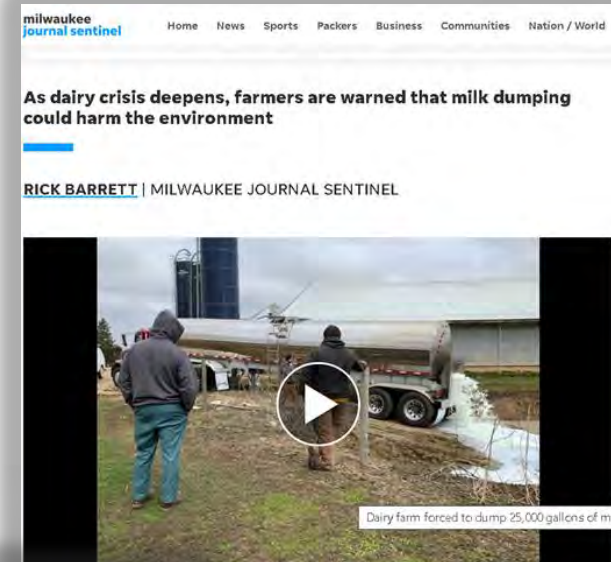 milwaukee
journal sentinel
Home News Sports Packers Business Communities Nation / World
As dairy crisis deepens, farmers are warned that milk dumping
could harm the environment
RICK BARRETT | MILWAUKEE JOURNAL SENTINEL
Dairy farm forced to dump 25,000 gallons of m